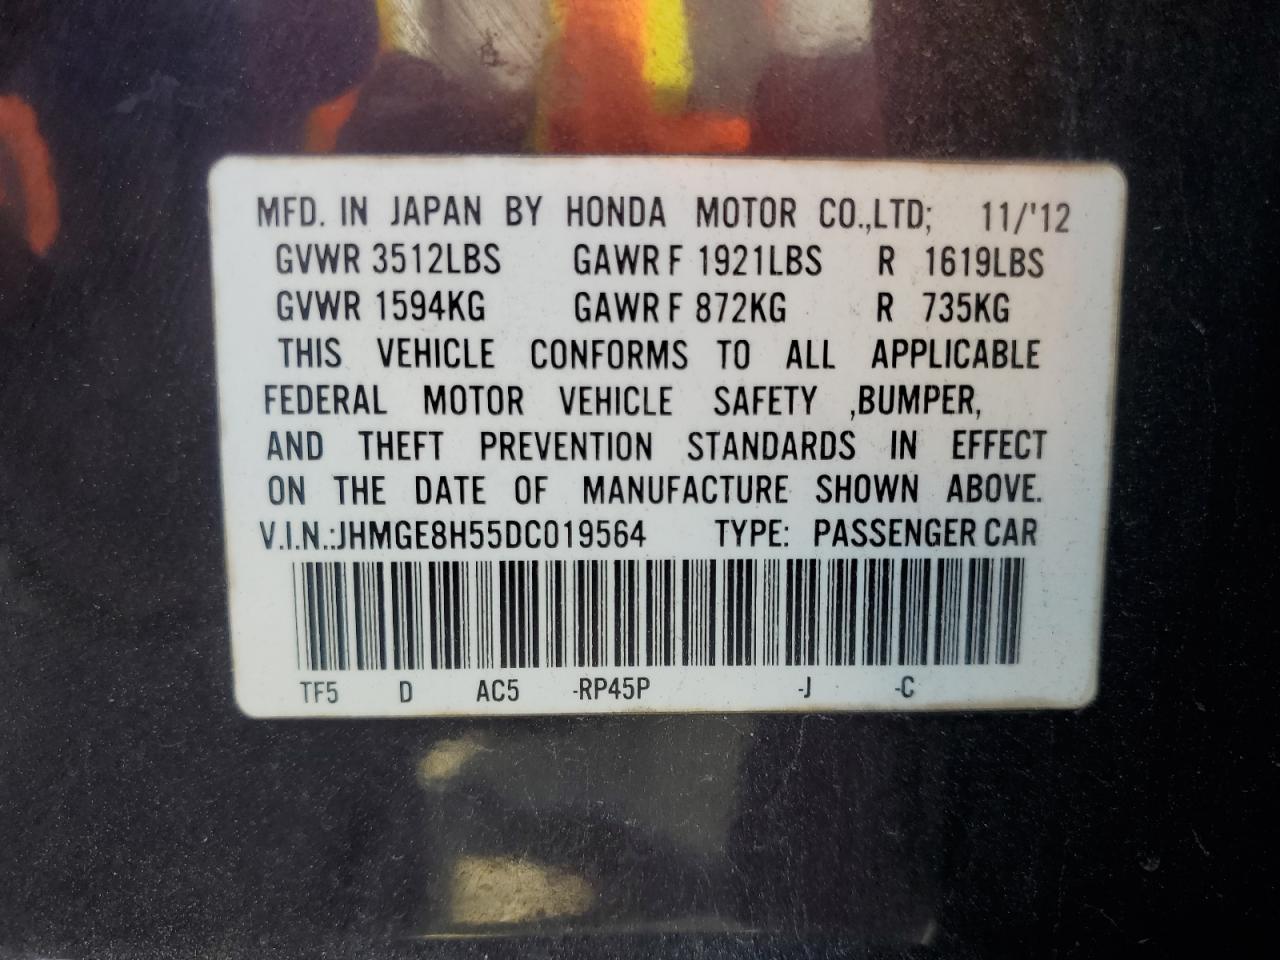 MFD. IN JAPAN BY HONDA MOTOR CO.,LTD; 11/'12
GVWR 3512LBS GAWR F 1921LBS R 1619LBS
GVWR 1594KG GAWR F 872KG R 735KG
THIS VEHICLE CONFORMS TO ALL APPLICABLE
FEDERAL MOTOR VEHICLE SAFETY ,BUMPER,
AND THEFT PREVENTION STANDARDS IN EFFECT
ON THE DATE OF MANUFACTURE SHOWN ABOVE.
V.I.N.:JHMGE8H55DC019564 TYPE: PASSENGER CAR
TF5 D AC5 -RP45P -J -C